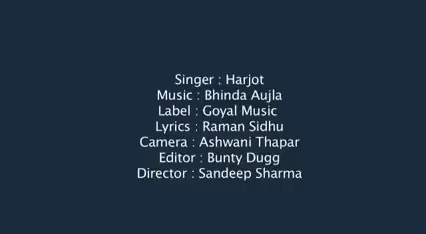 Singer : Harjot
Music : Bhinda Aujla
Label : Goyal Music
Lyrics : Raman Sidhu
Camera : Ashwani Thapar
Editor : Bunty Dugg
Director : Sandeep Sharma